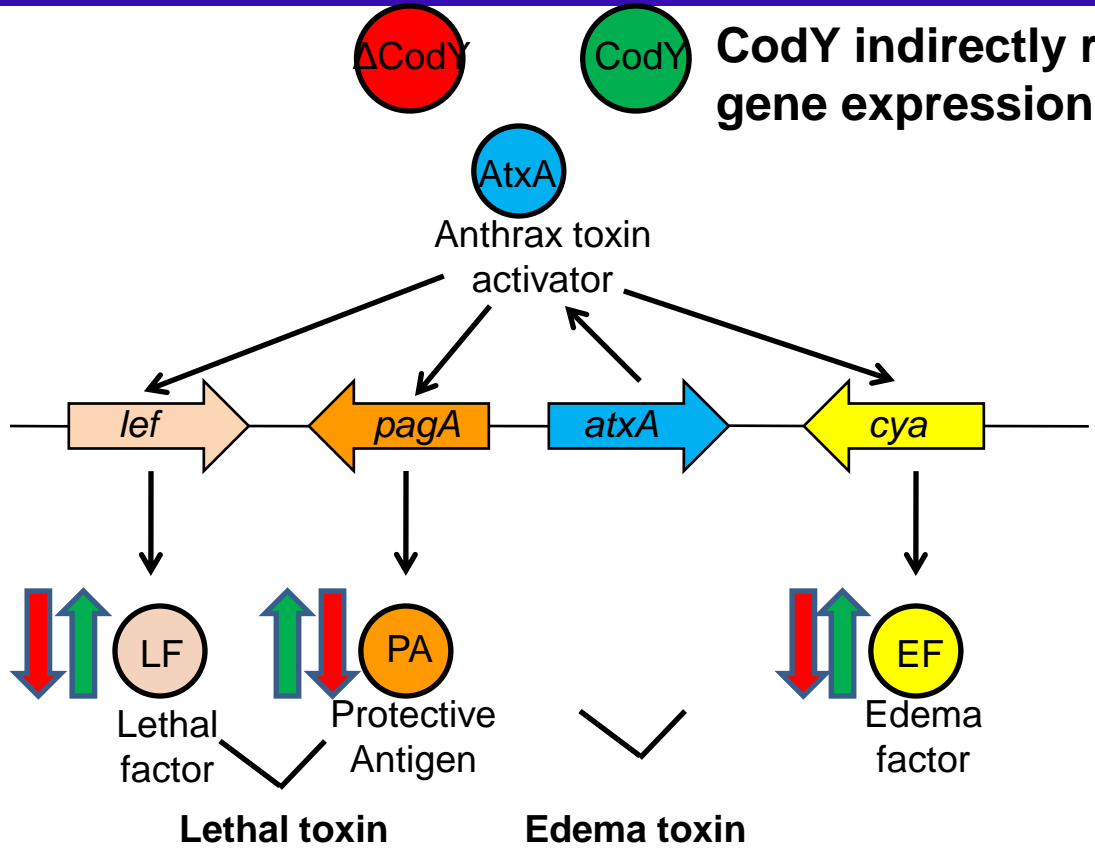 ΔCodY
CodY
CodY indirectly r
gene expression
AtxA
Anthrax toxin
activator
lef
pagA
atxA
cya
LF
PA
EF
Lethal
factor
Protective
Antigen
Edema
factor
Lethal toxin
Edema toxin